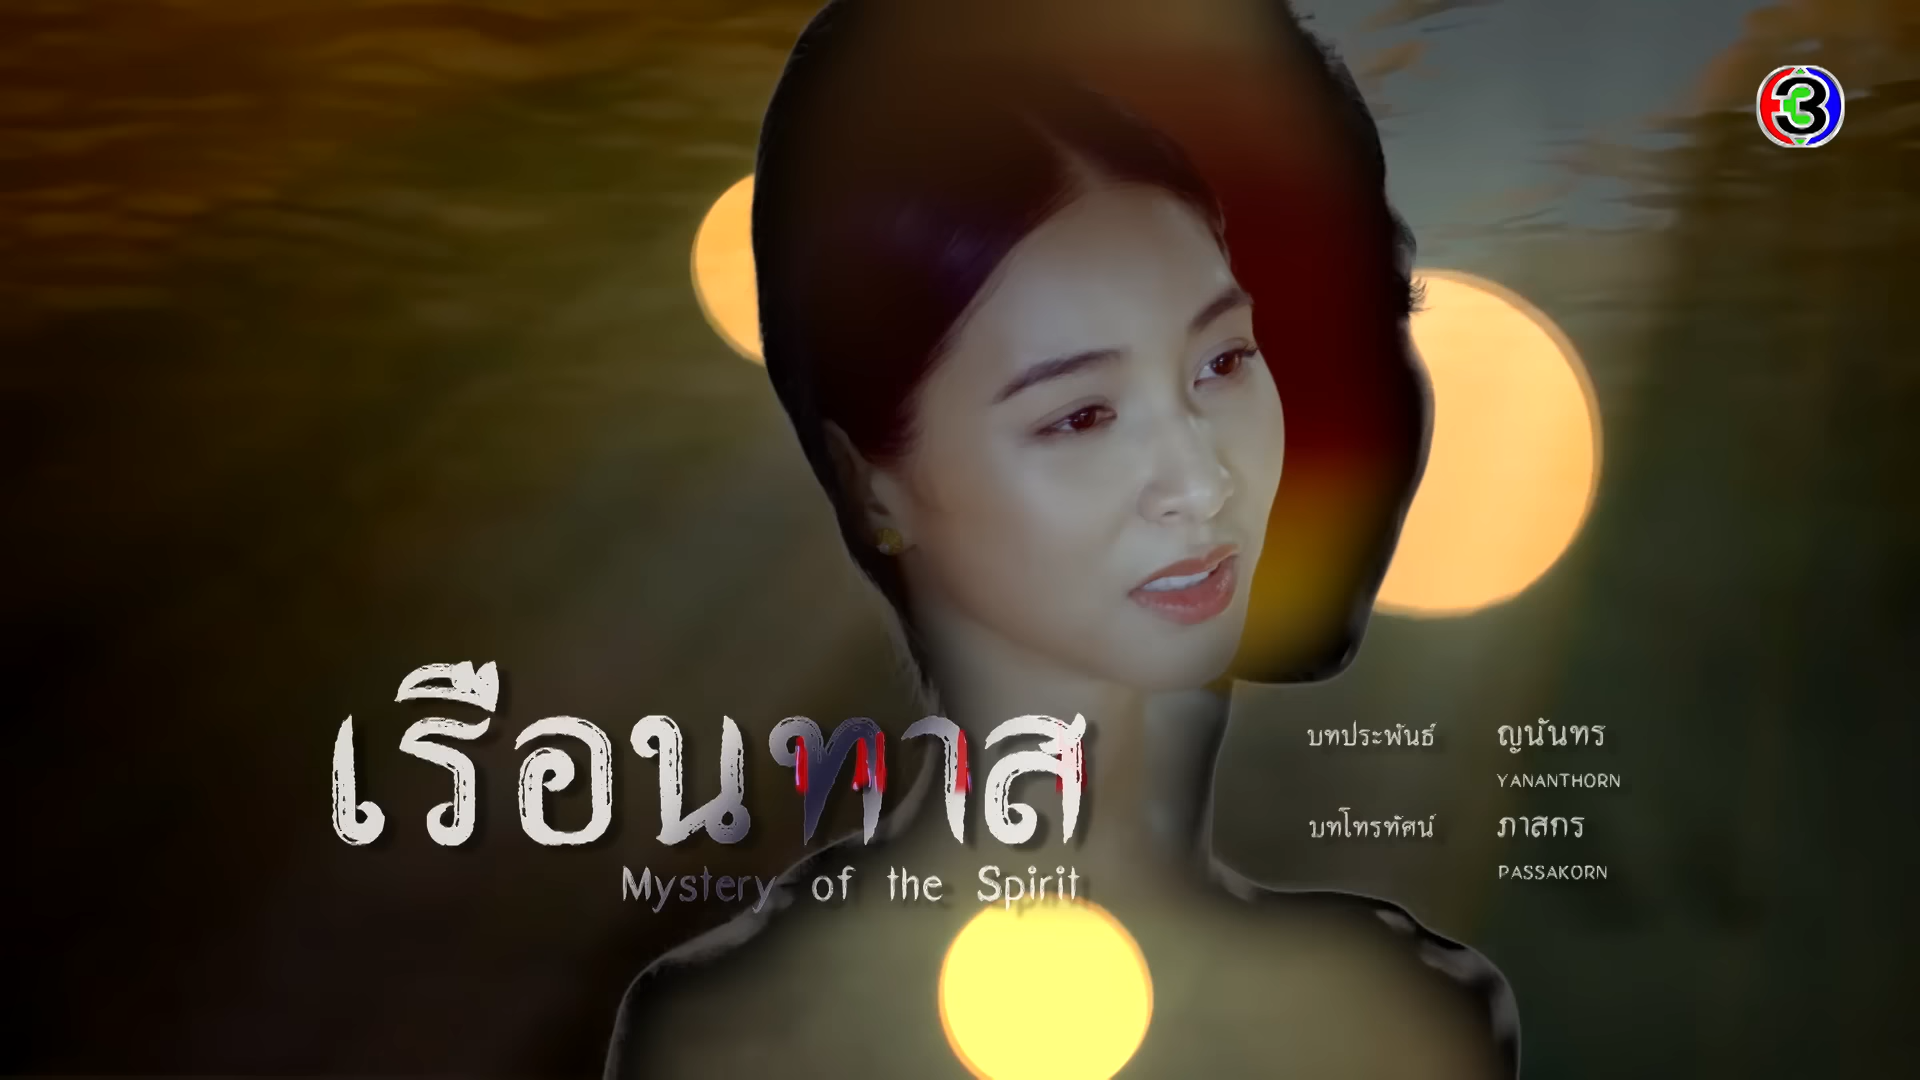 3
เรือนทาส
Mystery of the Spirit
บทประพันธ์ ญนันทร
YANANTHORN
บทโทรทัศน์ ภาสกร
PASSAKORN